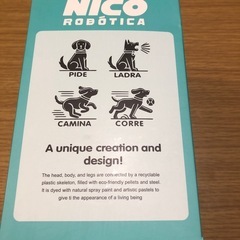 NICO
ROBÓTICA
PIDE
LADRA
CAMINA
CORRE
A unique creation and
design!
The head, body, and legs are connected by a recyclable
plastic skeleton, filled with eco-friendly pellets and steel.
It is dyed with natural spray paint and artistic pastels to
give it the appearance of a living being